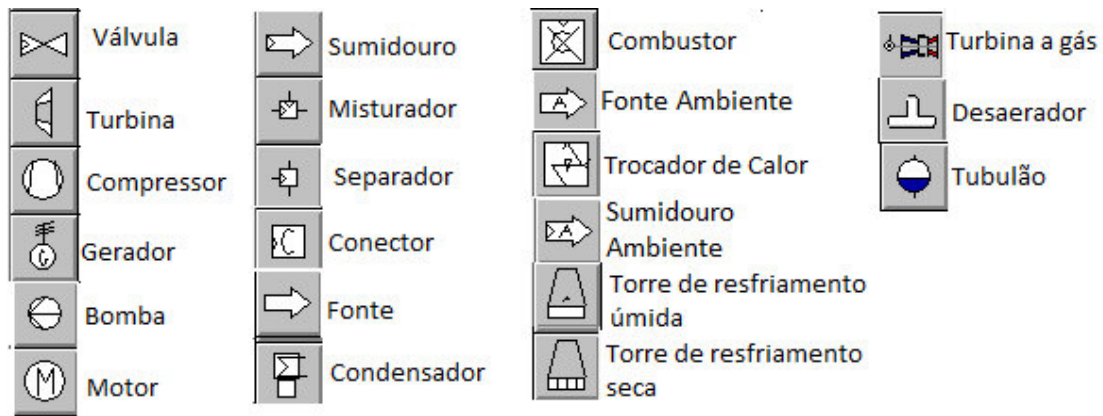 Válvula
Turbina
Compressor
G
Gerador
Bomba
M
Motor
Sumidouro
Misturador
Separador
C
Conector
Fonte
Condensador
Combustor
A
Fonte Ambiente
Trocador de Calor
A
Sumidouro
Ambiente
Torre de resfriamento
úmida
Torre de resfriamento
seca
Turbina a gás
Desaerador
Tubulão